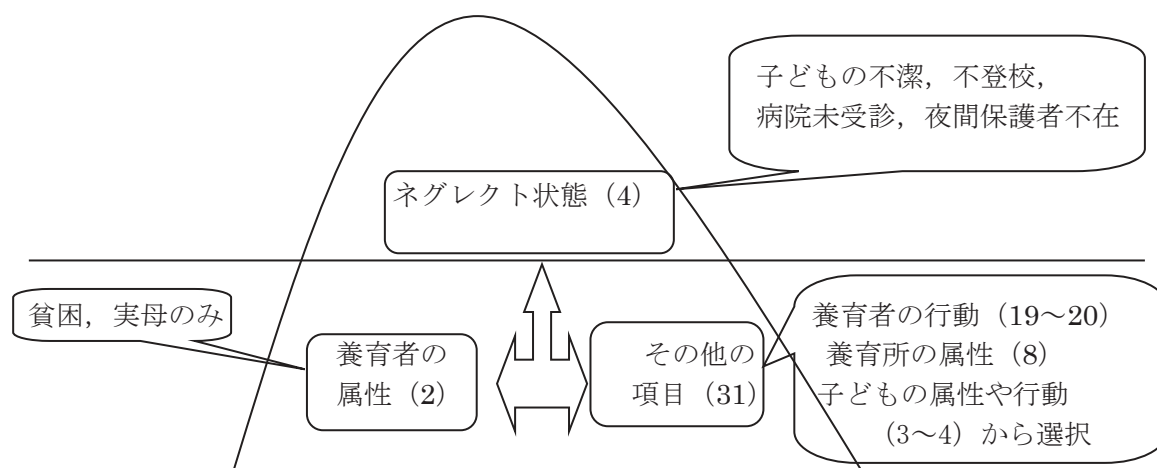 子どもの不潔，不登校，
病院未受診，夜間保護者不在
ネグレクト状態（4）
貧困，実母のみ
養育者の
属性（2）
その他の
項目（31）
養育者の行動（19～20）
養育所の属性（8）
子どもの属性や行動
（3～4）から選択